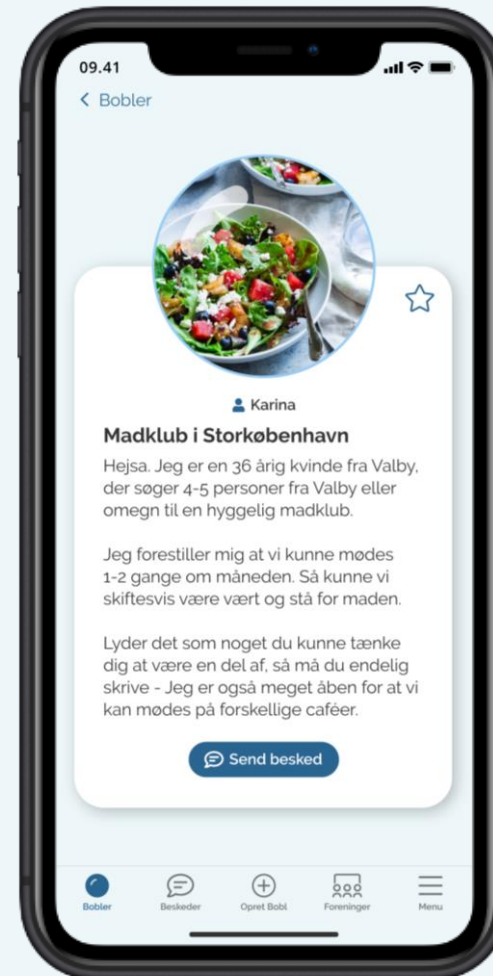 09.41
Bobler
Karina
Madklub i Storkøbenhavn
Hejsa. Jeg er en 36 årig kvinde fra Valby,
der søger 4-5 personer fra Valby eller
omegn til en hyggelig madklub.
Jeg forestiller mig at vi kunne mødes
1-2 gange om måneden. Så kunne vi
skiftesvis være vært og stå for maden.
Lyder det som noget du kunne tænke
dig at være en del af, så må du endelig
skrive - Jeg er også meget åben for at vi
kan mødes på forskellige caféer.
Send besked
Bobler
Beskeder
Opret Bobl
Foreninger
Menu